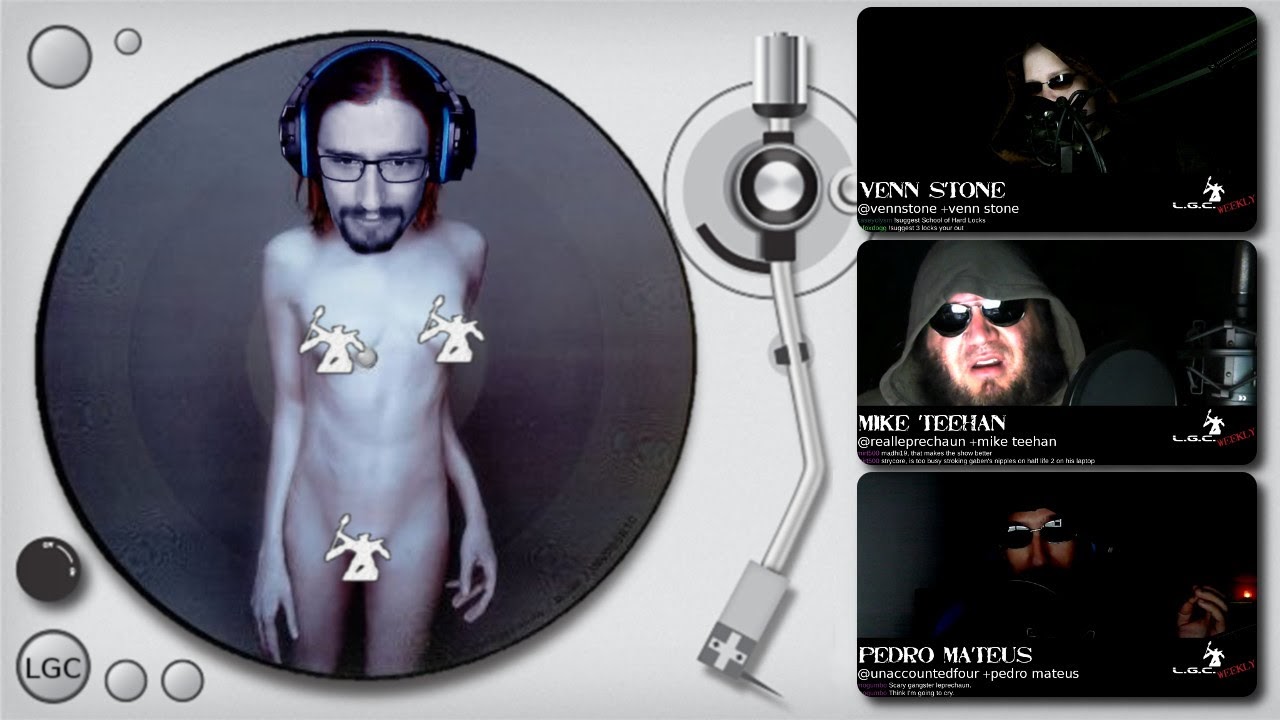 LGC
VENN STONE
@vennstone +venn stone
!suggest School of Hard Locks
!suggest 3 locks your out
L.G.C. WEEKLY
MIKE TEEHAN
@realleprechaun +mike teehan
madhi19, that makes the show better
strycore, is too busy stroking gaben's nipples on half life 2 on his laptop
L.G.C. WEEKLY
PEDRO MATEUS
@unaccountedfour +pedro mateus
Scary gangster leprechaun.
Think I'm going to cry.
L.G.C. WEEKLY